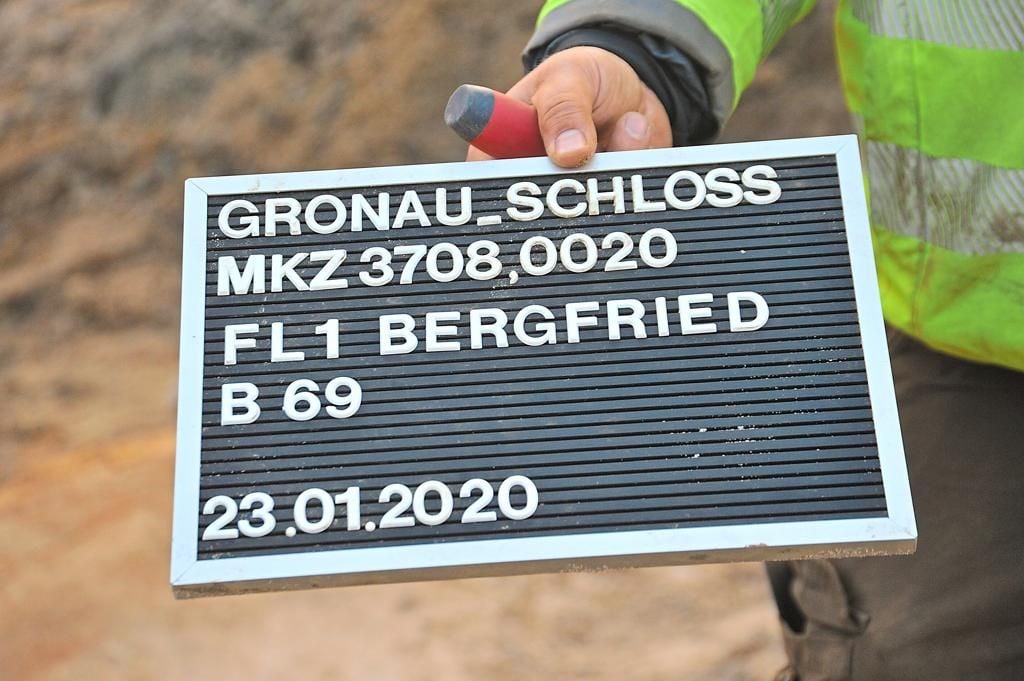 GRONAU_SCHLOSS
MKZ 3708,0020
FL1 BERGFRIED
B 69
23.01.2020